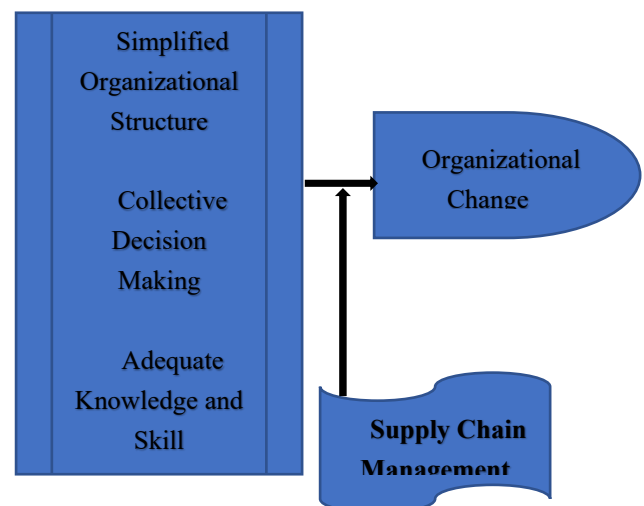 Simplified
Organizational
Structure
Collective
Decision
Making
Adequate
Knowledge and
Skill
Organizational
Change
Supply Chain
Management